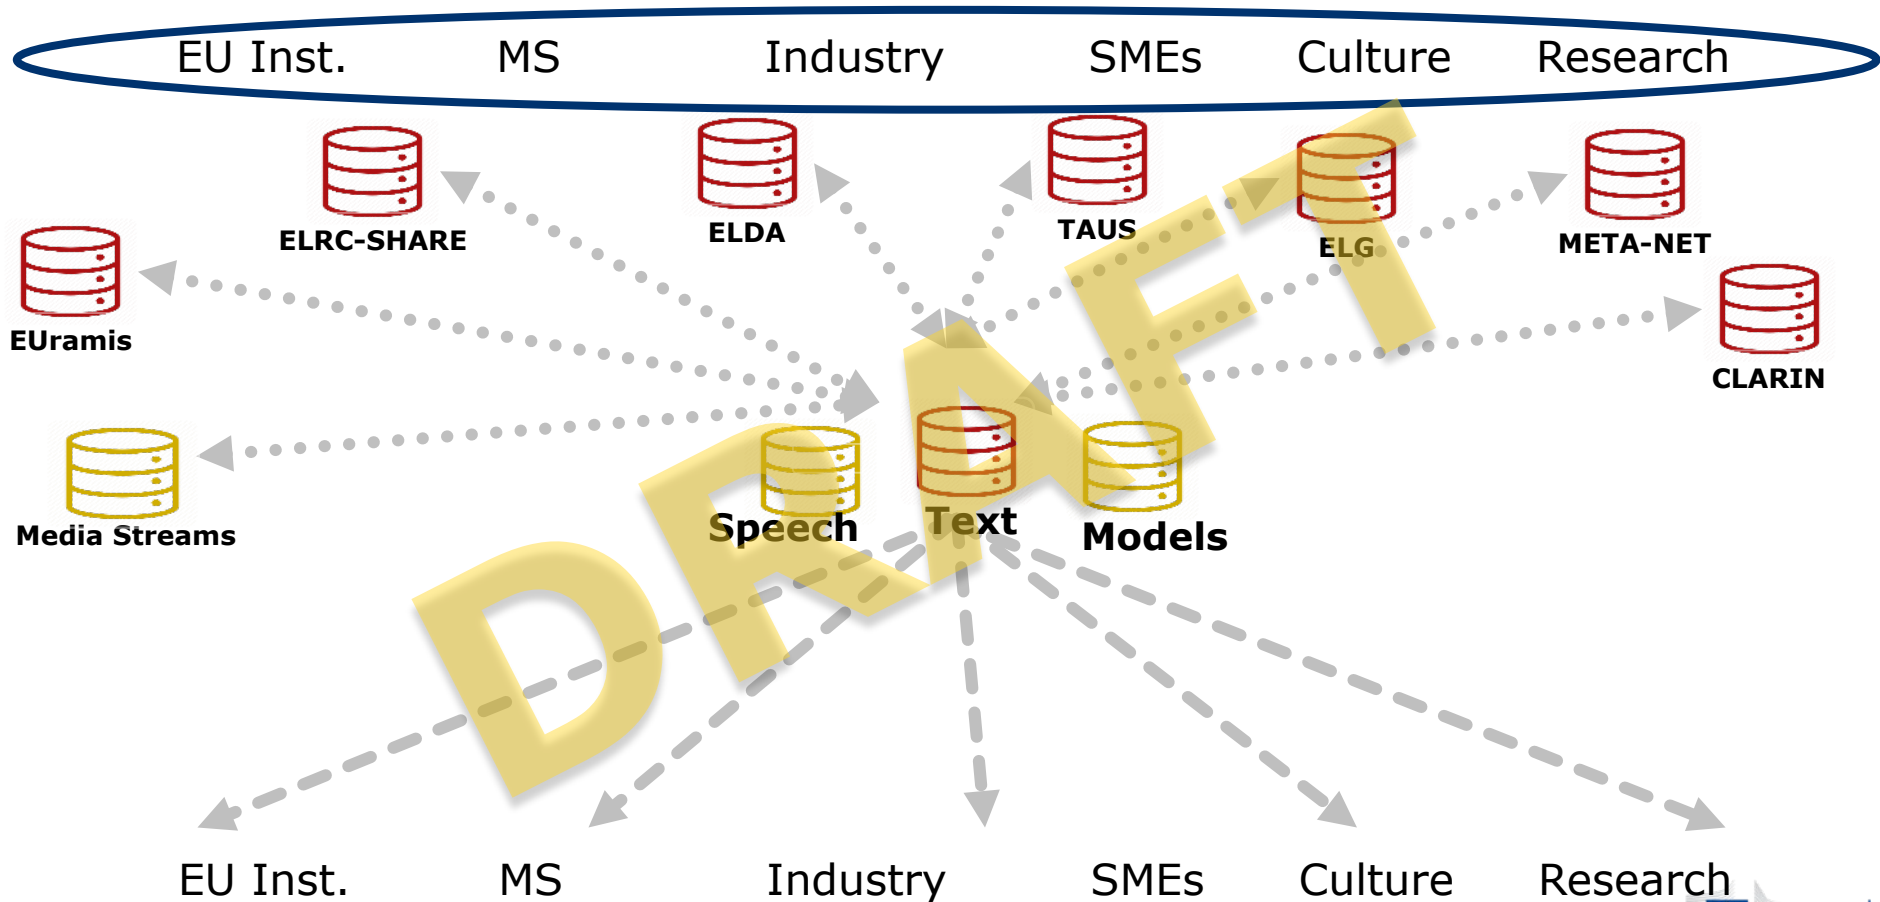 EU Inst. MS Industry SMEs Culture Research
ELRC-SHARE ELDA TAUS ELG META-NET
EUramis
CLARIN
Media Streams
Speech Text Models
DRAFT
EU Inst. MS Industry SMEs Culture Research